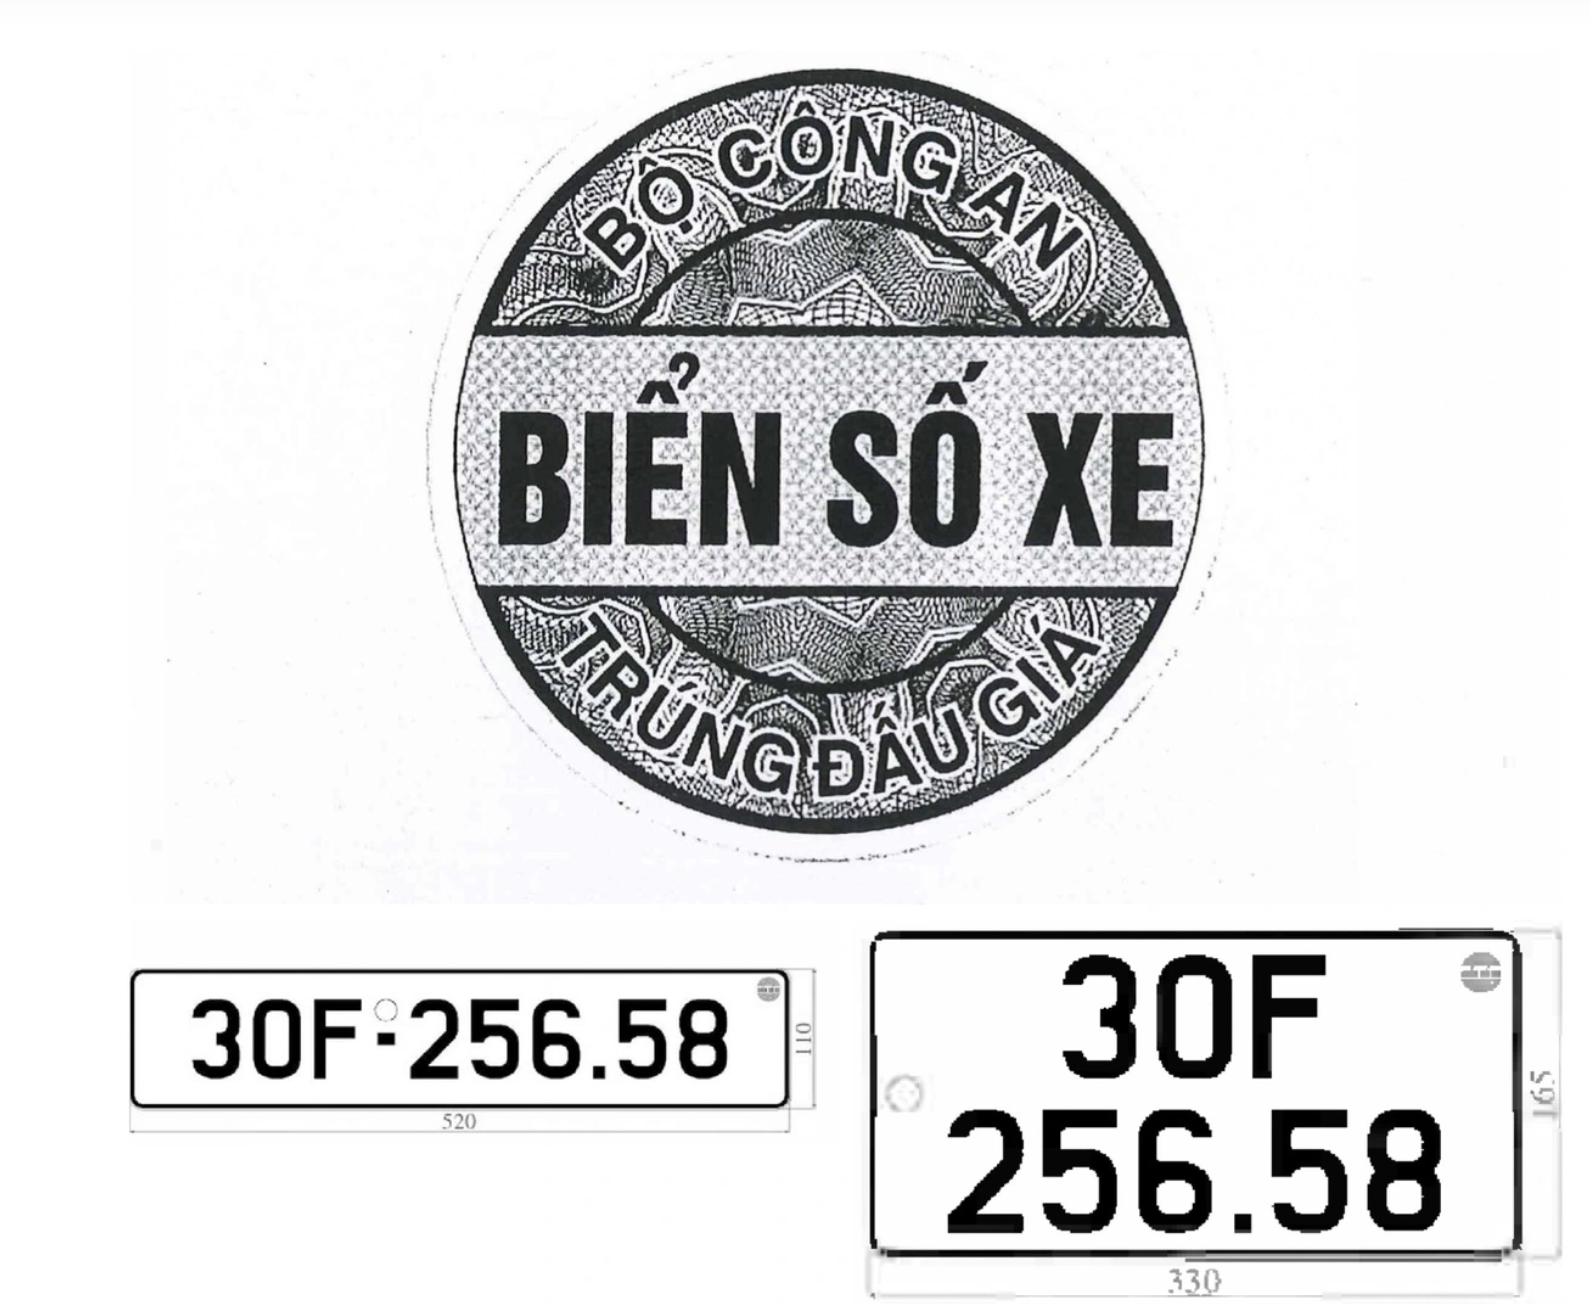 BỘ CÔNG AN
BIỂN SỐ XE
TRÚNG ĐẤU GIÁ
30F-256.58
110
520
30F
256.58
165
330